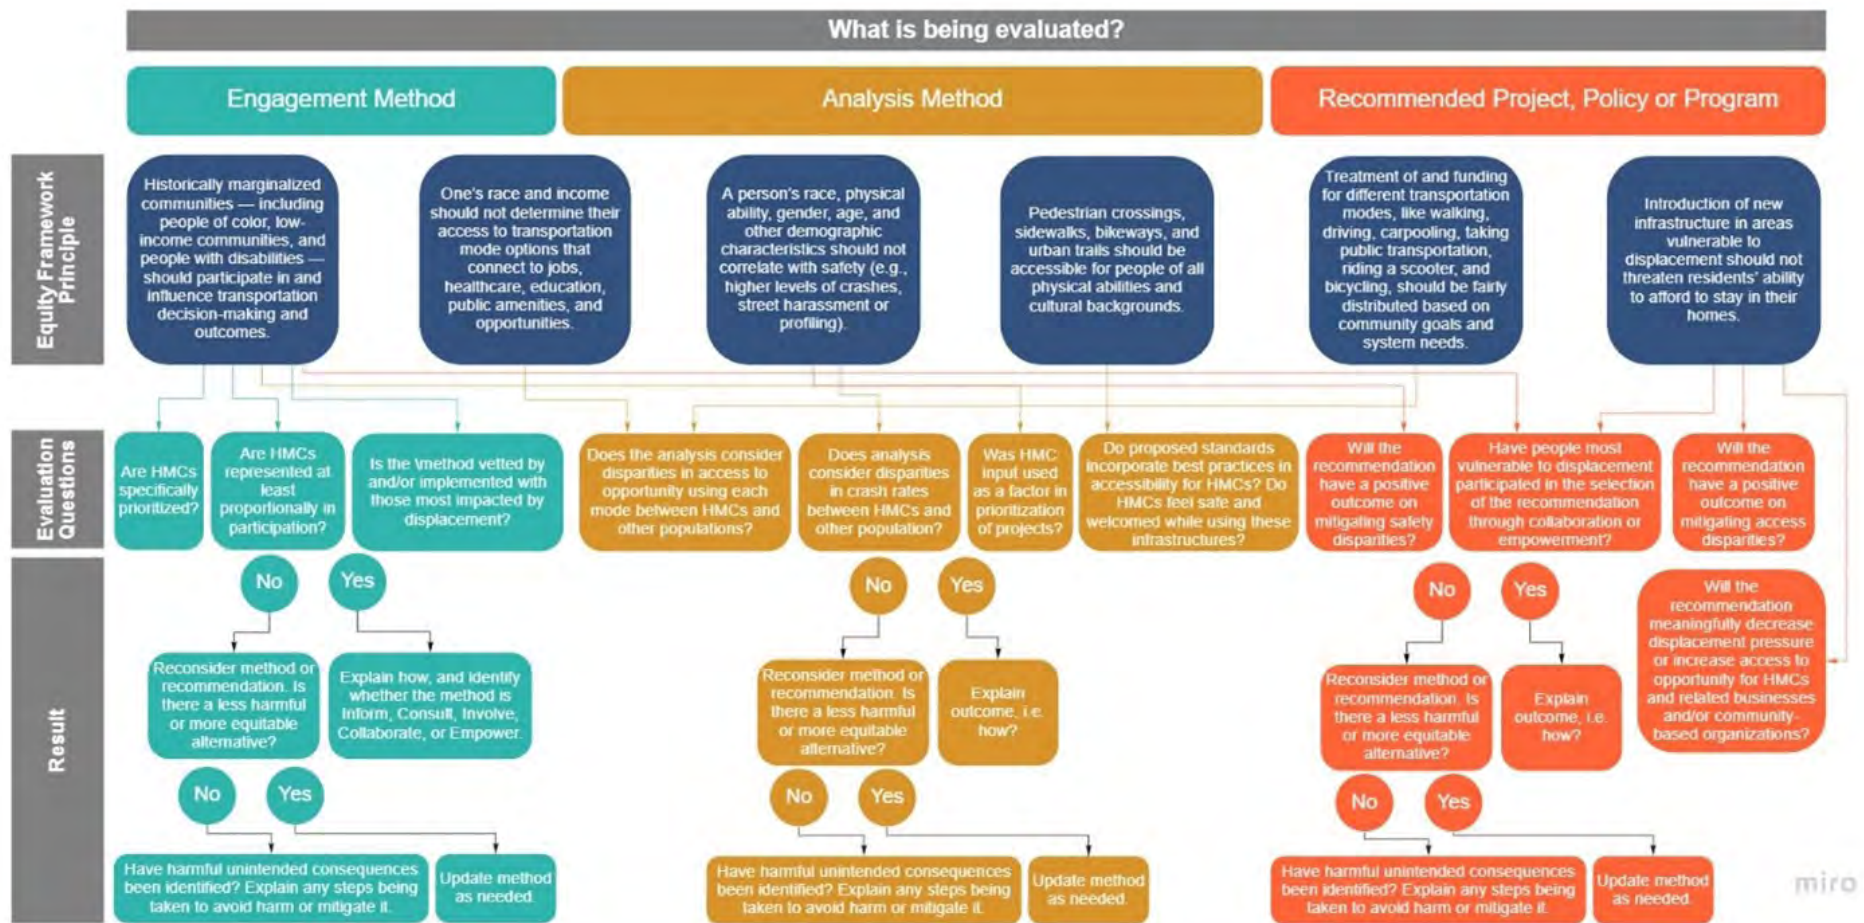 What is being evaluated?
Engagement Method
Analysis Method
Recommended Project, Policy or Program
Equity Framework
Principle
Historically marginalized
communities — including
people of color, low-
income communities, and
people with disabilities —
should participate in and
influence transportation
decision-making and
outcomes.
One's race and income
should not determine their
access to transportation
mode options that
connect to jobs,
healthcare, education,
public amenities, and
opportunities.
A person's race, physical
ability, gender, age, and
other demographic
characteristics should not
correlate with safety (e.g.,
higher levels of crashes,
street harassment or
profiling).
Pedestrian crossings,
sidewalks, bikeways, and
urban trails should be
accessible for people of all
physical abilities and
cultural backgrounds.
Treatment of and funding
for different transportation
modes, like walking,
driving, carpooling, taking
public transportation,
riding a scooter, and
bicycling, should be fairly
distributed based on
community goals and
system needs.
Introduction of new
infrastructure in areas
vulnerable to
displacement should not
threaten residents' ability
to afford to stay in their
homes.
Evaluation
Questions
Are HMCs
specifically
prioritized?
Are HMCs
represented at
least
proportionally in
participation?
Is the \method vetted by
and/or implemented with
those most impacted by
displacement?
Does the analysis consider
disparities in access to
opportunity using each
mode between HMCs and
other populations?
Does analysis
consider disparities
in crash rates
between HMCs and
other population?
Was HMC
input used
as a factor in
prioritization
of projects?
Do proposed standards
incorporate best practices in
accessibility for HMCs? Do
HMCs feel safe and
welcomed while using these
infrastructures?
Will the
recommendation
have a positive
outcome on
mitigating safety
disparities?
Have people most
vulnerable to displacement
participated in the selection
of the recommendation
through collaboration or
empowerment?
Will the
recommendation
have a positive
outcome on
mitigating access
disparities?
Result
No
Yes
Reconsider method or
recommendation. Is
there a less harmful
or more equitable
alternative?
Explain how, and identify
whether the method is
Inform, Consult, Involve,
Collaborate, or Empower.
No
Yes
Have harmful unintended consequences
been identified? Explain any steps being
taken to avoid harm or mitigate it.
Update method
as needed.
No
Yes
Reconsider method or
recommendation. Is
there a less harmful
or more equitable
alternative?
Explain
outcome, i.e.
how?
No
Yes
Have harmful unintended consequences
been identified? Explain any steps being
taken to avoid harm or mitigate it.
Update method
as needed.
No
Yes
Reconsider method or
recommendation. Is
there a less harmful
or more equitable
alternative?
Explain
outcome, i.e.
how?
Will the
recommendation
meaningfully decrease
displacement pressure
or increase access to
opportunity for HMCs
and related businesses
and/or community-
based organizations?
No
Yes
Have harmful unintended consequences
been identified? Explain any steps being
taken to avoid harm or mitigate it.
Update method
as needed.
miro